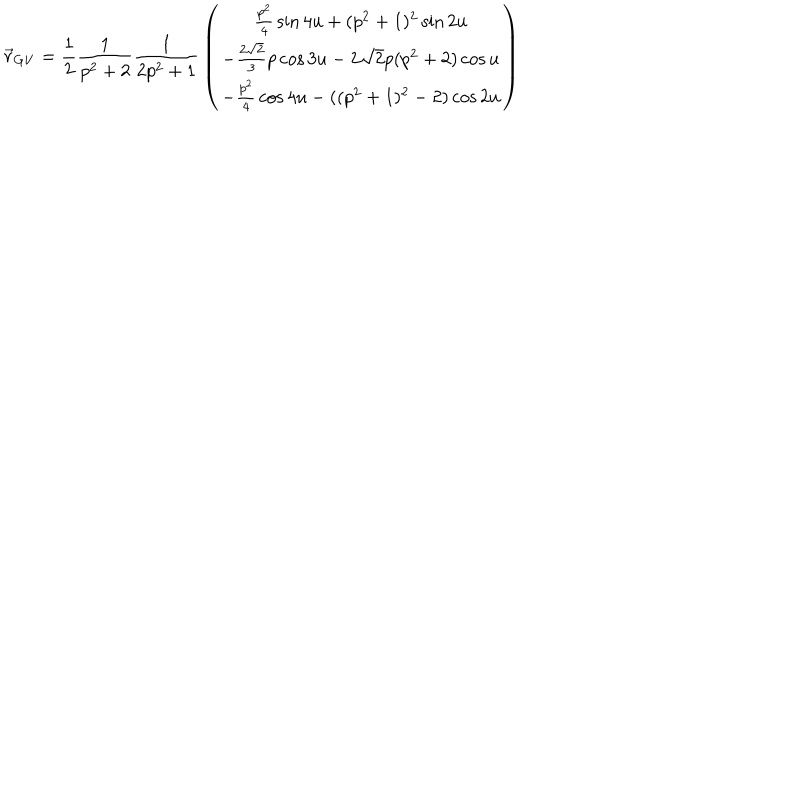 \vec{r}_{GV} = \frac{1}{2} \frac{1}{p^2+2} \frac{1}{2p^2+1} \begin{pmatrix} \frac{p^2}{4} \sin 4u + (p^2+1)^2 \sin 2u \\ -\frac{2\sqrt{2}}{3} p \cos 3u - 2\sqrt{2} p (p^2+2) \cos u \\ -\frac{p^2}{4} \cos 4u - ((p^2+1)^2 - 2) \cos 2u \end{pmatrix}